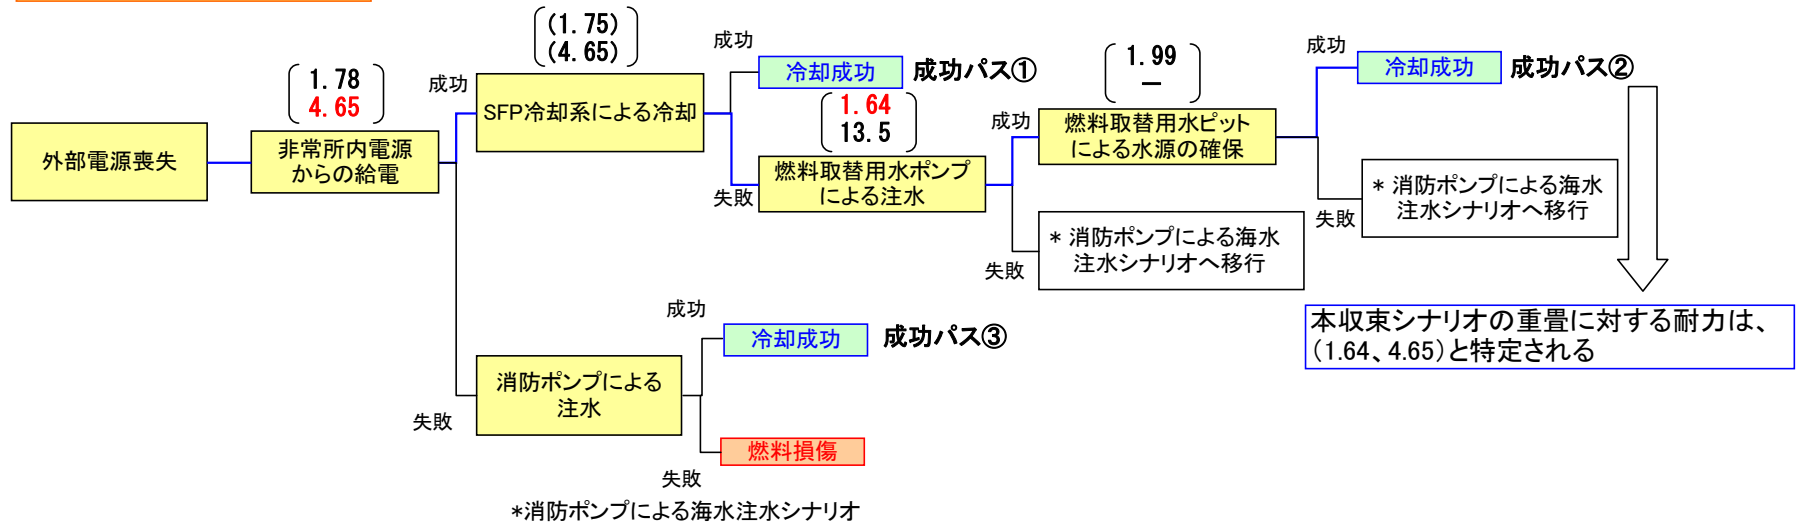 外部電源喪失
1.78
4.65
非常所内電源
からの給電
成功
(1.75)
(4.65)
SFP冷却系による冷却
成功
冷却成功
成功パス①
失敗
1.64
13.5
燃料取替用水ポンプ
による注水
成功
1.99
－
燃料取替用水ピット
による水源の確保
成功
冷却成功
成功パス②
失敗
＊消防ポンプによる海水
注水シナリオへ移行
失敗
＊消防ポンプによる海水
注水シナリオへ移行
本収束シナリオの重畳に対する耐力は、
(1.64、4.65)と特定される
失敗
消防ポンプによる
注水
成功
冷却成功
成功パス③
失敗
燃料損傷
＊消防ポンプによる海水注水シナリオ